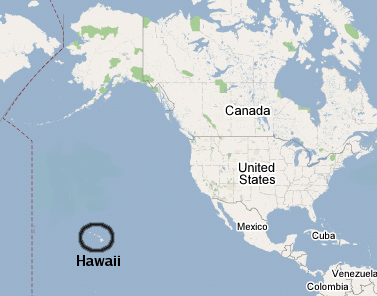 Canada
United
States
Mexico
Cuba
Hawaii
Venezuela
Colombia